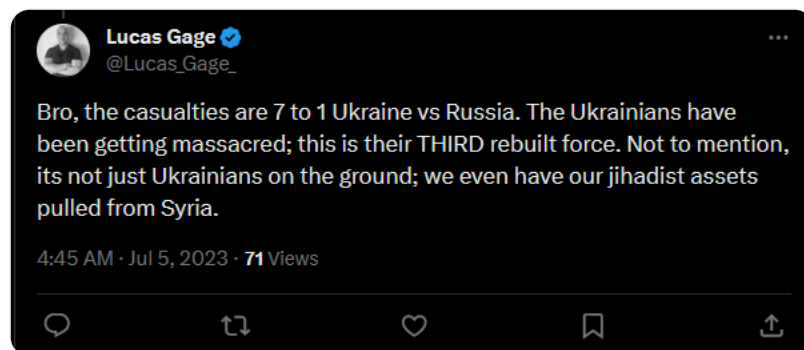 Lucas Gage
@Lucas_Gage_
Bro, the casualties are 7 to 1 Ukraine vs Russia. The Ukrainians have
been getting massacred; this is their THIRD rebuilt force. Not to mention,
its not just Ukrainians on the ground; we even have our jihadist assets
pulled from Syria.
4:45 AM · Jul 5, 2023 · 71 Views